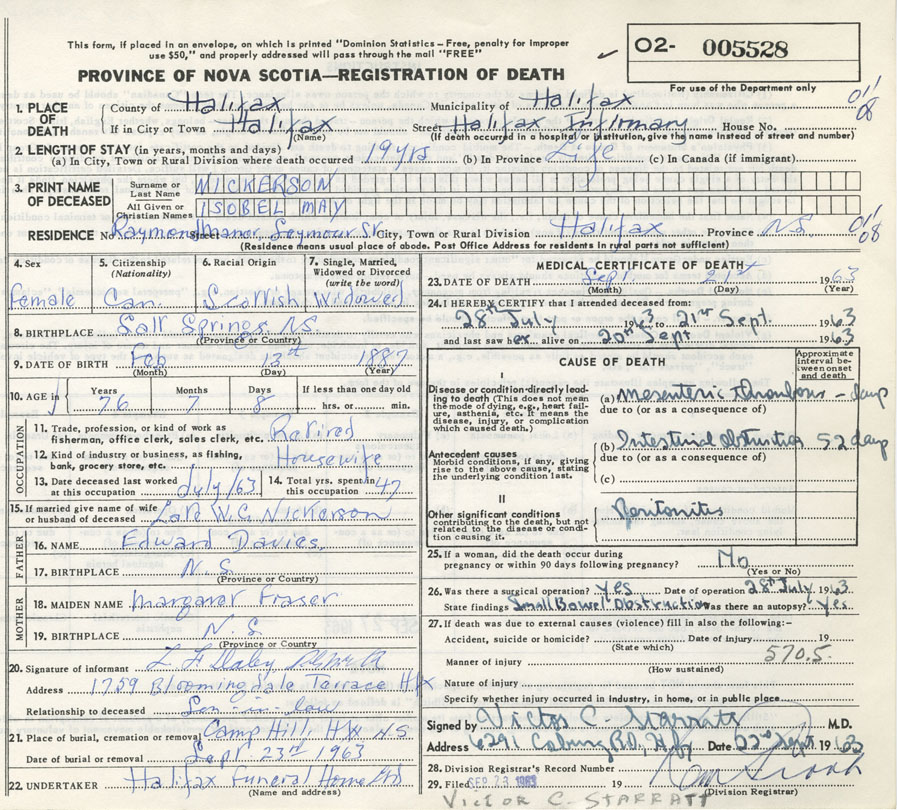 This form, if placed in an envelope, on which is printed "Dominion Statistics – Free, penalty for improper
use $50," and properly addressed will pass through the mail "FREE"
O2- 005528
For use of the Department only
PROVINCE OF NOVA SCOTIA—REGISTRATION OF DEATH
1. PLACE OF DEATH
County of Halifax Municipality of Halifax
If in City or Town Halifax Street Halifax Infirmary House No.
(If death occurred in a hospital or institution, give the name instead of street and number)
011/08
2. LENGTH OF STAY (in years, months and days)
(a) In City, Town or Rural Division where death occurred 19 yrs (b) In Province Life (c) In Canada (if immigrant)
3. PRINT NAME OF DECEASED
Surname or Last Name NICKERSON
All Given or Christian Names ISOBEL MAY
RESIDENCE No Raymond Street Manor Seymour St City, Town or Rural Division Halifax Province NS
011/08
(Residence means usual place of abode. Post Office Address for residents in rural parts not sufficient)
4. Sex Female
5. Citizenship (Nationality) Can.
6. Racial Origin Scottish
7. Single, Married, Widowed or Divorced (write the word) Widowed
8. BIRTHPLACE Salt Springs N.S.
(Province or Country)
9. DATE OF BIRTH Feb 13th 1887
(Month) (Day) (Year)
10. AGE Years 76 Months 7 Days 8 If less than one day old
hrs. or min.
OCCUPATION
11. Trade, profession, or kind of work as fisherman, office clerk, sales clerk, etc. Retired
12. Kind of industry or business, as fishing, bank, grocery store, etc. Housewife
13. Date deceased last worked at this occupation July/63 14. Total yrs. spent in this occupation 47
15. If married give name of wife or husband of deceased Late W.G. Nickerson
FATHER
16. NAME Edward Davies
17. BIRTHPLACE N.S.
(Province or Country)
MOTHER
18. MAIDEN NAME Margaret Fraser
19. BIRTHPLACE N.S.
(Province or Country)
20. Signature of informant
Address 1759 Bloomingdale Terrace Hfx
Relationship to deceased Son-in-law
21. Place of burial, cremation or removal Camp Hill, Hfx N.S.
Date of burial or removal Sept 23rd 1963
22. UNDERTAKER Halifax Funeral Home Ltd
(Name and address)
MEDICAL CERTIFICATE OF DEATH
23. DATE OF DEATH Sept 21st 1963
(Month) (Day) (Year)
24. I HEREBY CERTIFY that I attended deceased from:
28th July 1963 to 21st Sept. 1963
and last saw her alive on 20th Sept 1963
CAUSE OF DEATH
Approximate interval between onset and death
I
Disease or condition directly leading to death (This does not mean the mode of dying, e.g., heart failure, asthenia, etc. It means the disease, injury, or complication which caused death.)
(a) Mesenteric Thrombosis – days
due to (or as a consequence of)
Antecedent causes
Morbid conditions, if any, giving rise to the above cause, stating the underlying condition last.
(b) Intestinal obstruction 52 days
due to (or as a consequence of)
(c)
II
Other significant conditions
contributing to the death, but not related to the disease or condition causing it.
Peritonitis
25. If a woman, did the death occur during pregnancy or within 90 days following pregnancy? No
(Yes or No)
26. Was there a surgical operation? Yes Date of operation 28th July 1963
State findings Small Bowel Obstruction Was there an autopsy? Yes
27. If death was due to external causes (violence) fill in also the following:–
Accident, suicide or homicide? Date of injury 19
(State which)
570.5.
Manner of injury
(How sustained)
Nature of injury
Specify whether injury occurred in industry, in home, or in public place
Signed by Victor C. Starratt M.D.
Address 6291 Coburg RD, Hfx Date 22nd Sept. 1963
28. Division Registrar's Record Number
29. Filed SEP 23 1963 19
(Division Registrar)
VICTOR C. STARRATT